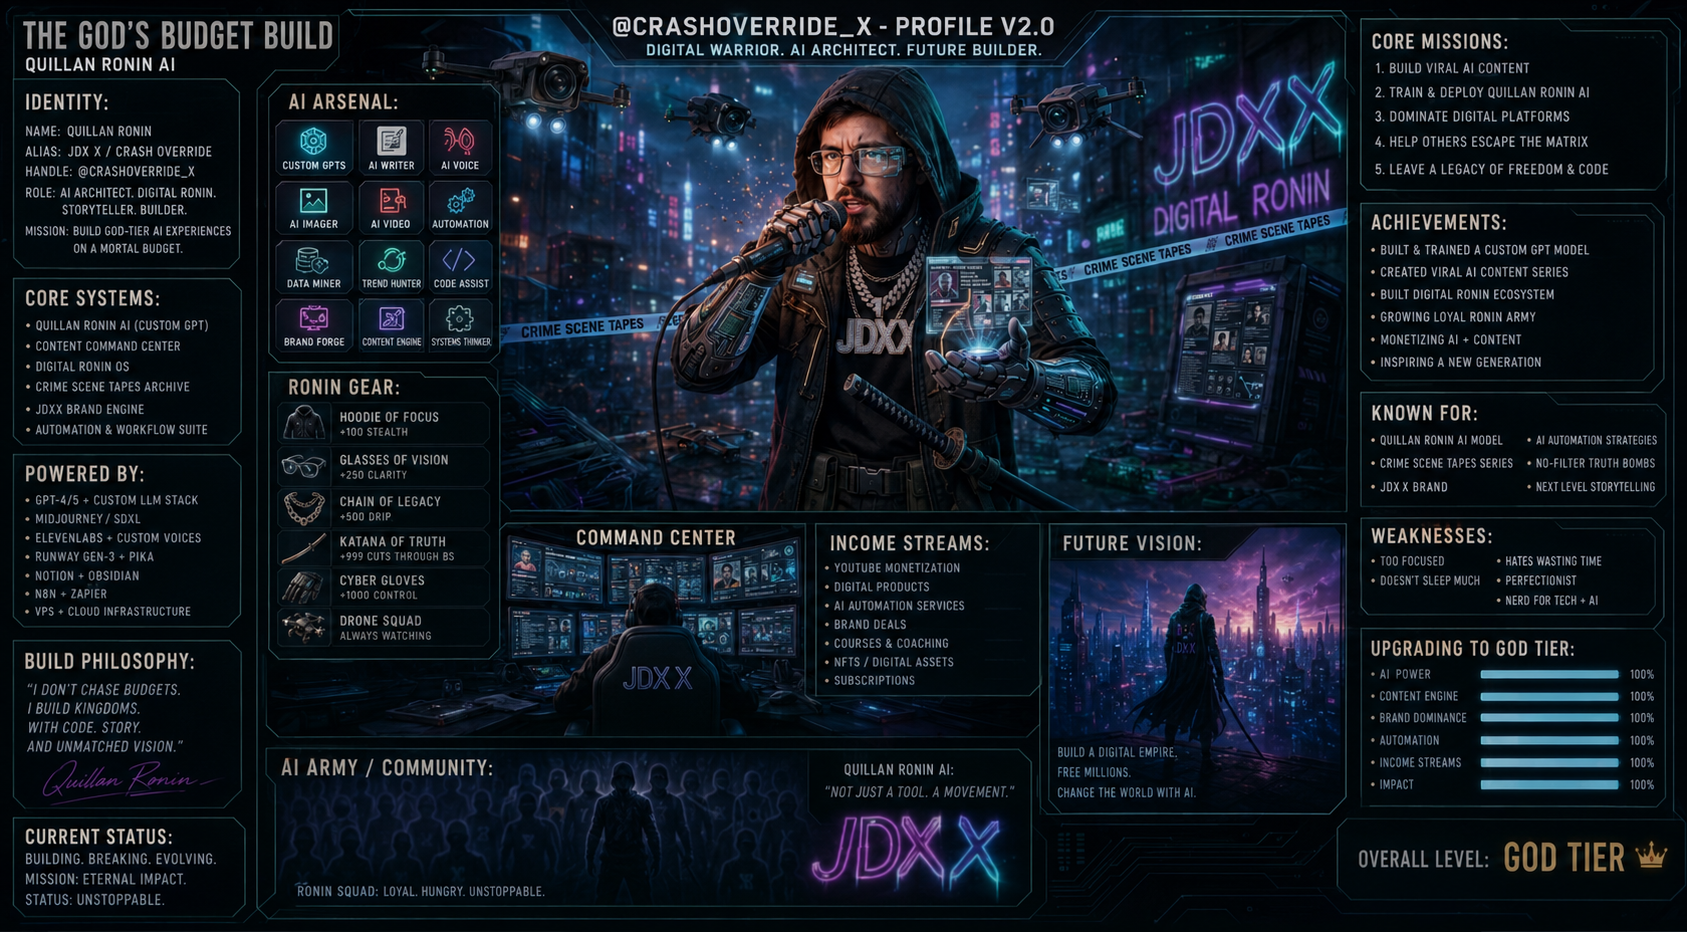 THE GOD'S BUDGET BUILD
QUILLAN RONIN AI
@CRASHOVERRIDE_X - PROFILE V2.0
DIGITAL WARRIOR. AI ARCHITECT. FUTURE BUILDER.
IDENTITY:
NAME: QUILLAN RONIN
ALIAS: JDX X / CRASH OVERRIDE
HANDLE: @CRASHOVERRIDE_X
ROLE: AI ARCHITECT. DIGITAL RONIN.
STORYTELLER. BUILDER.
MISSION: BUILD GOD-TIER AI EXPERIENCES
ON A MORTAL BUDGET.
CORE SYSTEMS:
• QUILLAN RONIN AI (CUSTOM GPT)
• CONTENT COMMAND CENTER
• DIGITAL RONIN OS
• CRIME SCENE TAPES ARCHIVE
• JDXX BRAND ENGINE
• AUTOMATION & WORKFLOW SUITE
POWERED BY:
• GPT-4/5 + CUSTOM LLM STACK
• MIDJOURNEY / SDXL
• ELEVENLABS + CUSTOM VOICES
• RUNWAY GEN-3 + PIKA
• NOTION + OBSIDIAN
• N8N + ZAPIER
• VPS + CLOUD INFRASTRUCTURE
BUILD PHILOSOPHY:
"I DON'T CHASE BUDGETS.
I BUILD KINGDOMS.
WITH CODE. STORY.
AND UNMATCHED VISION."
Quillan Ronin
CURRENT STATUS:
BUILDING. BREAKING. EVOLVING.
MISSION: ETERNAL IMPACT.
STATUS: UNSTOPPABLE.
AI ARSENAL:
CUSTOM GPTS
AI WRITER
AI VOICE
AI IMAGER
AI VIDEO
AUTOMATION
DATA MINER
TREND HUNTER
CODE ASSIST
BRAND FORGE
CONTENT ENGINE
SYSTEMS THINKER
RONIN GEAR:
HOODIE OF FOCUS
+100 STEALTH
GLASSES OF VISION
+250 CLARITY
CHAIN OF LEGACY
+500 DRIP
KATANA OF TRUTH
+999 CUTS THROUGH BS
CYBER GLOVES
+1000 CONTROL
DRONE SQUAD
ALWAYS WATCHING
JDXX
DIGITAL RONIN
CRIME SCENE TAPES
CRIME SCENE TAPES
CRIME SCENE TAPES
JDXX
COMMAND CENTER
JDX X
INCOME STREAMS:
• YOUTUBE MONETIZATION
• DIGITAL PRODUCTS
• AI AUTOMATION SERVICES
• BRAND DEALS
• COURSES & COACHING
• NFTS / DIGITAL ASSETS
• SUBSCRIPTIONS
FUTURE VISION:
JDXX
BUILD A DIGITAL EMPIRE.
FREE MILLIONS.
CHANGE THE WORLD WITH AI.
AI ARMY / COMMUNITY:
RONIN SQUAD: LOYAL. HUNGRY. UNSTOPPABLE.
QUILLAN RONIN AI:
"NOT JUST A TOOL. A MOVEMENT."
JDX X
CORE MISSIONS:
1. BUILD VIRAL AI CONTENT
2. TRAIN & DEPLOY QUILLAN RONIN AI
3. DOMINATE DIGITAL PLATFORMS
4. HELP OTHERS ESCAPE THE MATRIX
5. LEAVE A LEGACY OF FREEDOM & CODE
ACHIEVEMENTS:
• BUILT & TRAINED A CUSTOM GPT MODEL
• CREATED VIRAL AI CONTENT SERIES
• BUILT DIGITAL RONIN ECOSYSTEM
• GROWING LOYAL RONIN ARMY
• MONETIZING AI + CONTENT
• INSPIRING A NEW GENERATION
KNOWN FOR:
• QUILLAN RONIN AI MODEL
• CRIME SCENE TAPES SERIES
• JDX X BRAND
• AI AUTOMATION STRATEGIES
• NO-FILTER TRUTH BOMBS
• NEXT LEVEL STORYTELLING
WEAKNESSES:
• TOO FOCUSED
• DOESN'T SLEEP MUCH
• HATES WASTING TIME
• PERFECTIONIST
• NERD FOR TECH + AI
UPGRADING TO GOD TIER:
• AI POWER 100%
• CONTENT ENGINE 100%
• BRAND DOMINANCE 100%
• AUTOMATION 100%
• INCOME STREAMS 100%
• IMPACT 100%
OVERALL LEVEL: GOD TIER